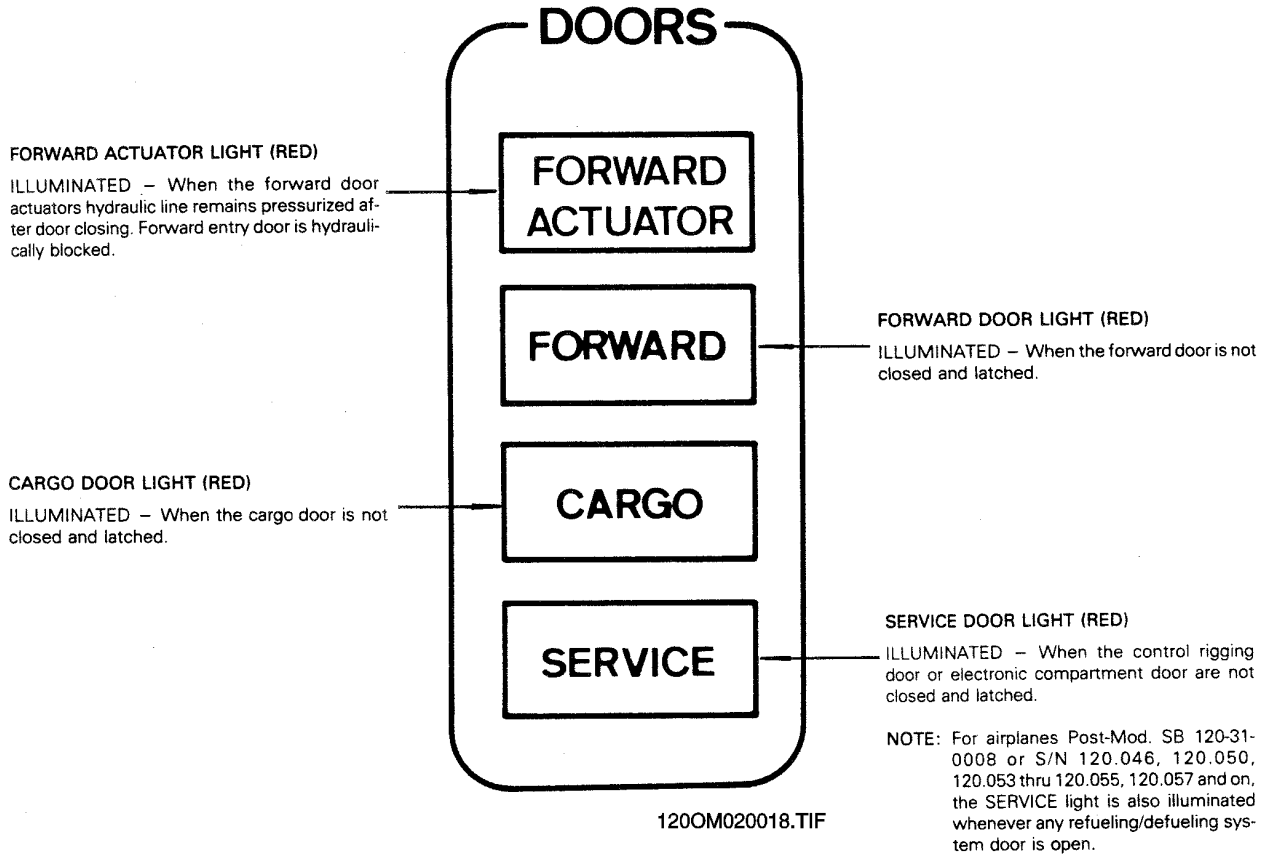 DOORS
FORWARD ACTUATOR LIGHT (RED)
ILLUMINATED – When the forward door
actuators hydraulic line remains pressurized af-
ter door closing. Forward entry door is hydrauli-
cally blocked.
FORWARD
ACTUATOR
FORWARD
FORWARD DOOR LIGHT (RED)
ILLUMINATED – When the forward door is not
closed and latched.
CARGO DOOR LIGHT (RED)
ILLUMINATED – When the cargo door is not
closed and latched.
CARGO
SERVICE
SERVICE DOOR LIGHT (RED)
ILLUMINATED – When the control rigging
door or electronic compartment door are not
closed and latched.
NOTE: For airplanes Post-Mod. SB 120-31-
0008 or S/N 120.046, 120.050,
120.053 thru 120.055, 120.057 and on,
the SERVICE light is also illuminated
whenever any refueling/defueling sys-
tem door is open.
120OM020018.TIF